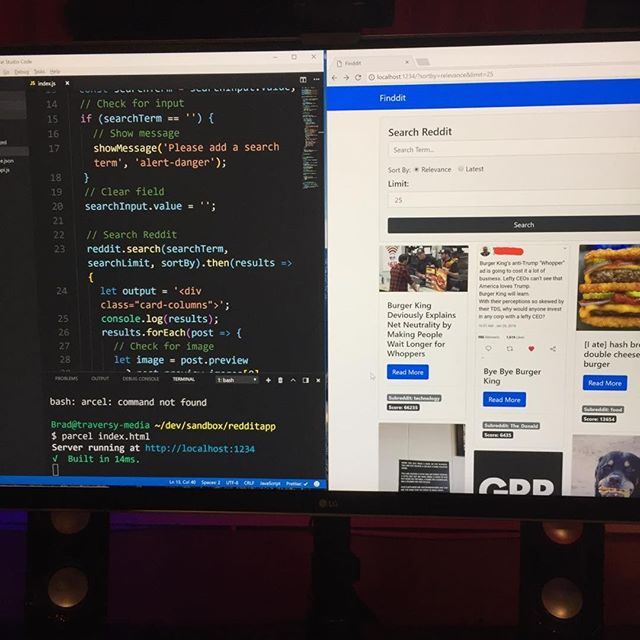 Studio Code
Go Debug Tasks Terminal Help
index.js
const searchTerm = searchInput.value;
14 // Check for input
15 if (searchTerm == '') {
16 // Show message
17 showMessage('Please add a search
term', 'alert-danger');
18 }
19 // Clear field
20 searchInput.value = '';
21
22 // Search Reddit
23 reddit.search(searchTerm,
searchLimit, sortBy).then(results =>
{
24 let output = '<div
class="card-columns">';
25 console.log(results);
26 results.forEach(post => {
27 // Check for image
28 let image = post.preview
PROBLEMS OUTPUT DEBUG CONSOLE TERMINAL 1: bash
bash: arcel: command not found
Brad@traversy-media ~/dev/sandbox/redditapp
$ parcel index.html
Server running at http://localhost:1234
√ Built in 14ms.
Ln 13, Col 40 Spaces: 2 UTF-8 CRLF JavaScript Prettier: ✓
Finddit
localhost:1234/?sortby=relevance&limit=25
Finddit
Search Reddit
Search Term...
Sort By: Relevance Latest
Limit:
25
Search
Burger King
Deviously Explains
Net Neutrality by
Making People
Wait Longer for
Whoppers
Read More
Subreddit: technology
Score: 66235
Burger King's anti-Trump "Whopper"
ad is going to cost it a lot of
business. Lefty CEOs can't see that
America loves Trump.
Burger King will learn.
With their perceptions so skewed by
their TDS, why would anyone invest
in any corp with a lefty CEO?
Bye Bye Burger
King
Read More
Subreddit: The_Donald
Score: 6435
[I ate] hash br
double cheese
burger
Read More
Subreddit: food
Score: 13654
GPP
LG